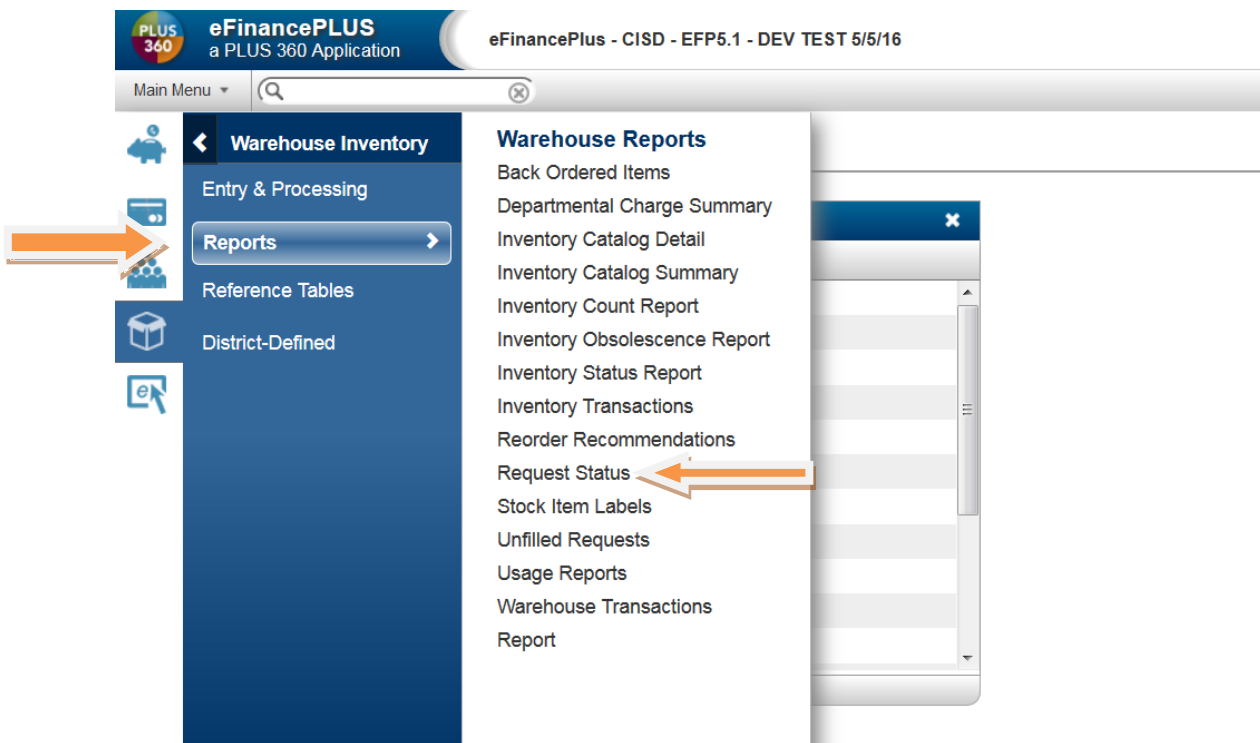 PLUS
360
eFinancePLUS
a PLUS 360 Application
eFinancePlus - CISD - EFP5.1 - DEV TEST 5/5/16
Main Menu
Warehouse Inventory
Entry & Processing
Reports
Reference Tables
District-Defined
Warehouse Reports
Back Ordered Items
Departmental Charge Summary
Inventory Catalog Detail
Inventory Catalog Summary
Inventory Count Report
Inventory Obsolescence Report
Inventory Status Report
Inventory Transactions
Reorder Recommendations
Request Status
Stock Item Labels
Unfilled Requests
Usage Reports
Warehouse Transactions
Report